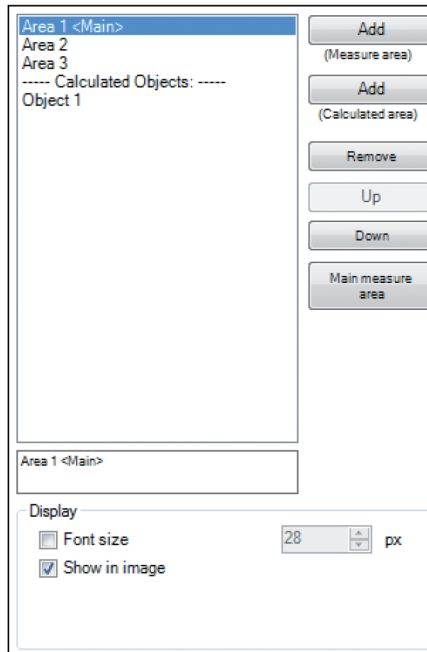 Area 1 <Main>
Area 2
Area 3
----- Calculated Objects: -----
Object 1
Add
(Measure area)
Add
(Calculated area)
Remove
Up
Down
Main measure
area
Area 1 <Main>
Display
Font size
28
px
Show in image